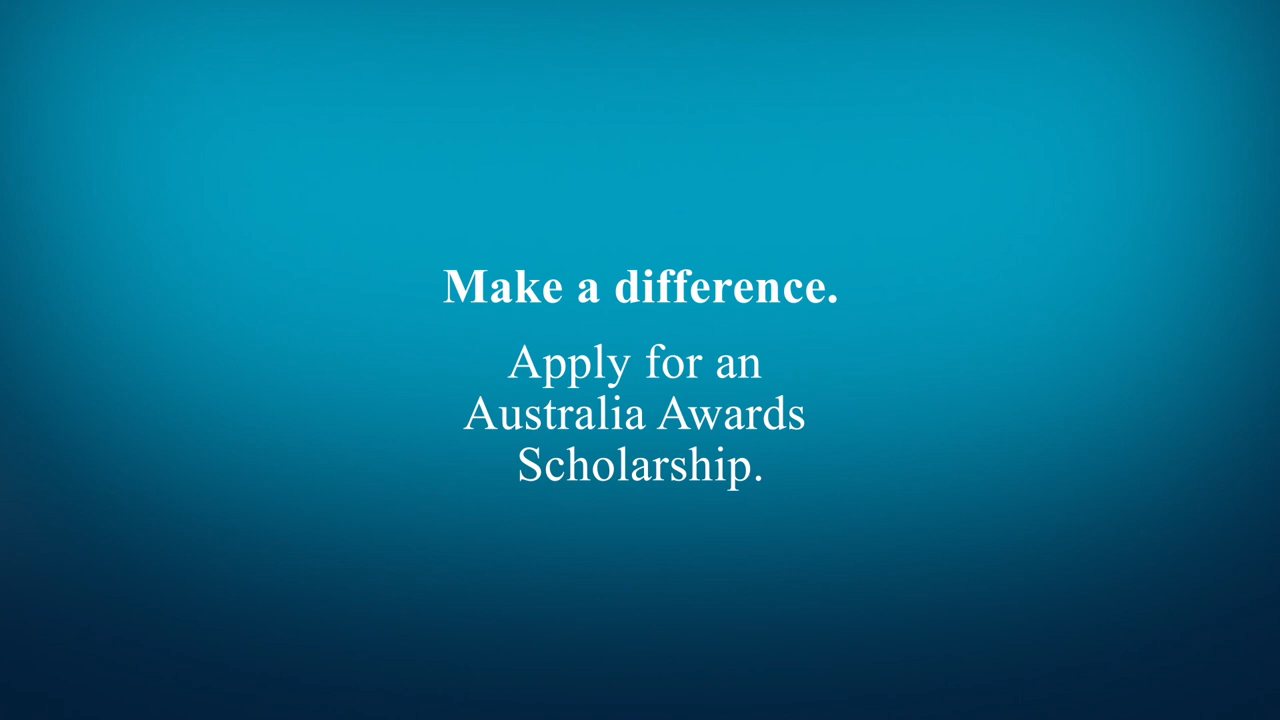 Make a difference.
Apply for an
Australia Awards
Scholarship.